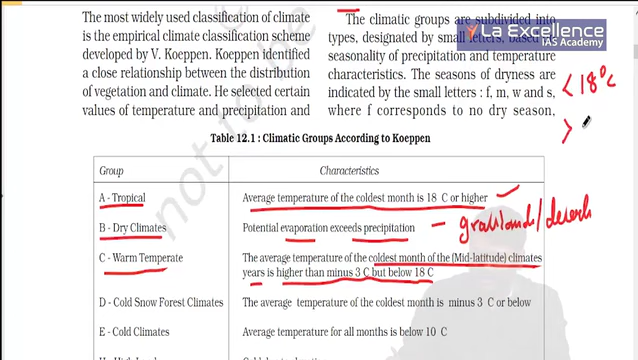 The most widely used classification of climate
is the empirical climate classification scheme
developed by V. Koeppen. Koeppen identified
a close relationship between the distribution
of vegetation and climate. He selected certain
values of temperature and precipitation and
The climatic groups are subdivided into
types, designated by small letters, based
seasonality of precipitation and temperature
characteristics. The seasons of dryness are
indicated by the small letters : f, m, w and s,
where f corresponds to no dry season,
La Excellence
IAS Academy
< 18°C
>
Table 12.1 : Climatic Groups According to Koeppen
Group Characteristics
A - Tropical Average temperature of the coldest month is 18 C or higher
B - Dry Climates Potential evaporation exceeds precipitation - grasslands/deserts
C - Warm Temperate The average temperature of the coldest month of the (Mid-latitude) climates
years is higher than minus 3 C but below 18 C
D - Cold Snow Forest Climates The average temperature of the coldest month is minus 3 C or below
E - Cold Climates Average temperature for all months is below 10 C